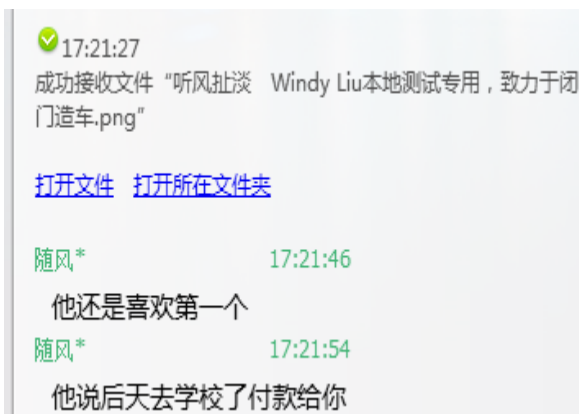 17:21:27
成功接收文件“听风扯淡　Windy Liu本地测试专用，致力于闭
门造车.png”
打开文件 打开所在文件夹
随风* 17:21:46
他还是喜欢第一个
随风* 17:21:54
他说后天去学校了付款给你